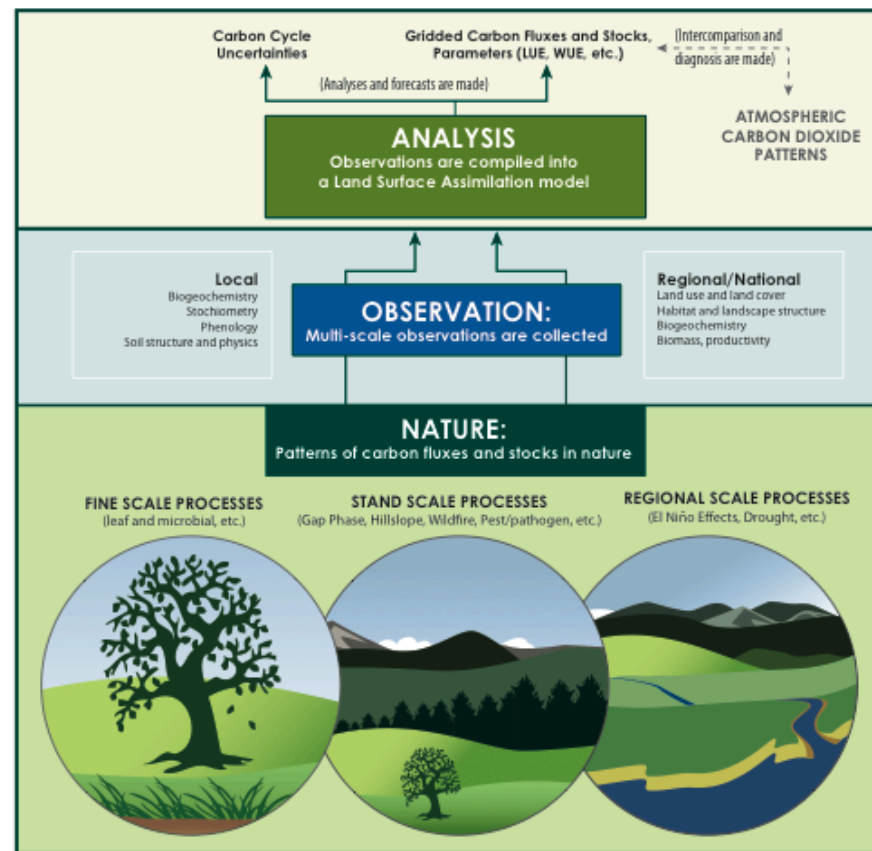 Carbon Cycle
Uncertainties
Gridded Carbon Fluxes and Stocks,
Parameters (LUE, WUE, etc.)
(Intercomparison and
diagnosis are made)
(Analyses and forecasts are made)
ATMOSPHERIC
CARBON DIOXIDE
PATTERNS
ANALYSIS
Observations are compiled into
a Land Surface Assimilation model
Local
Biogeochemistry
Stochiometry
Phenology
Soil structure and physics
OBSERVATION:
Multi-scale observations are collected
Regional/National
Land use and land cover
Habitat and landscape structure
Biogeochemistry
Biomass, productivity
NATURE:
Patterns of carbon fluxes and stocks in nature
FINE SCALE PROCESSES
(leaf and microbial, etc.)
STAND SCALE PROCESSES
(Gap Phase, Hillslope, Wildfire, Pest/pathogen, etc.)
REGIONAL SCALE PROCESSES
(El Niño Effects, Drought, etc.)